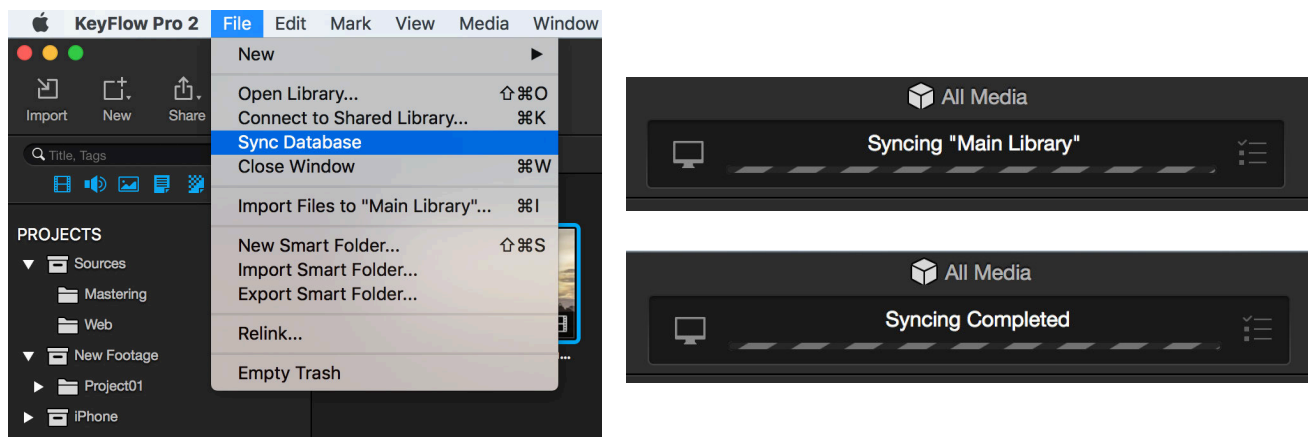 KeyFlow Pro 2 File Edit Mark View Media Window
New
Open Library... ⇧⌘O
Connect to Shared Library... ⌘K
Sync Database
Close Window ⌘W
Import Files to "Main Library"... ⌘I
New Smart Folder... ⇧⌘S
Import Smart Folder...
Export Smart Folder...
Relink...
Empty Trash
Import New Share
Title, Tags
PROJECTS
Sources
Mastering
Web
New Footage
Project01
iPhone
...
All Media
Syncing "Main Library"
All Media
Syncing Completed